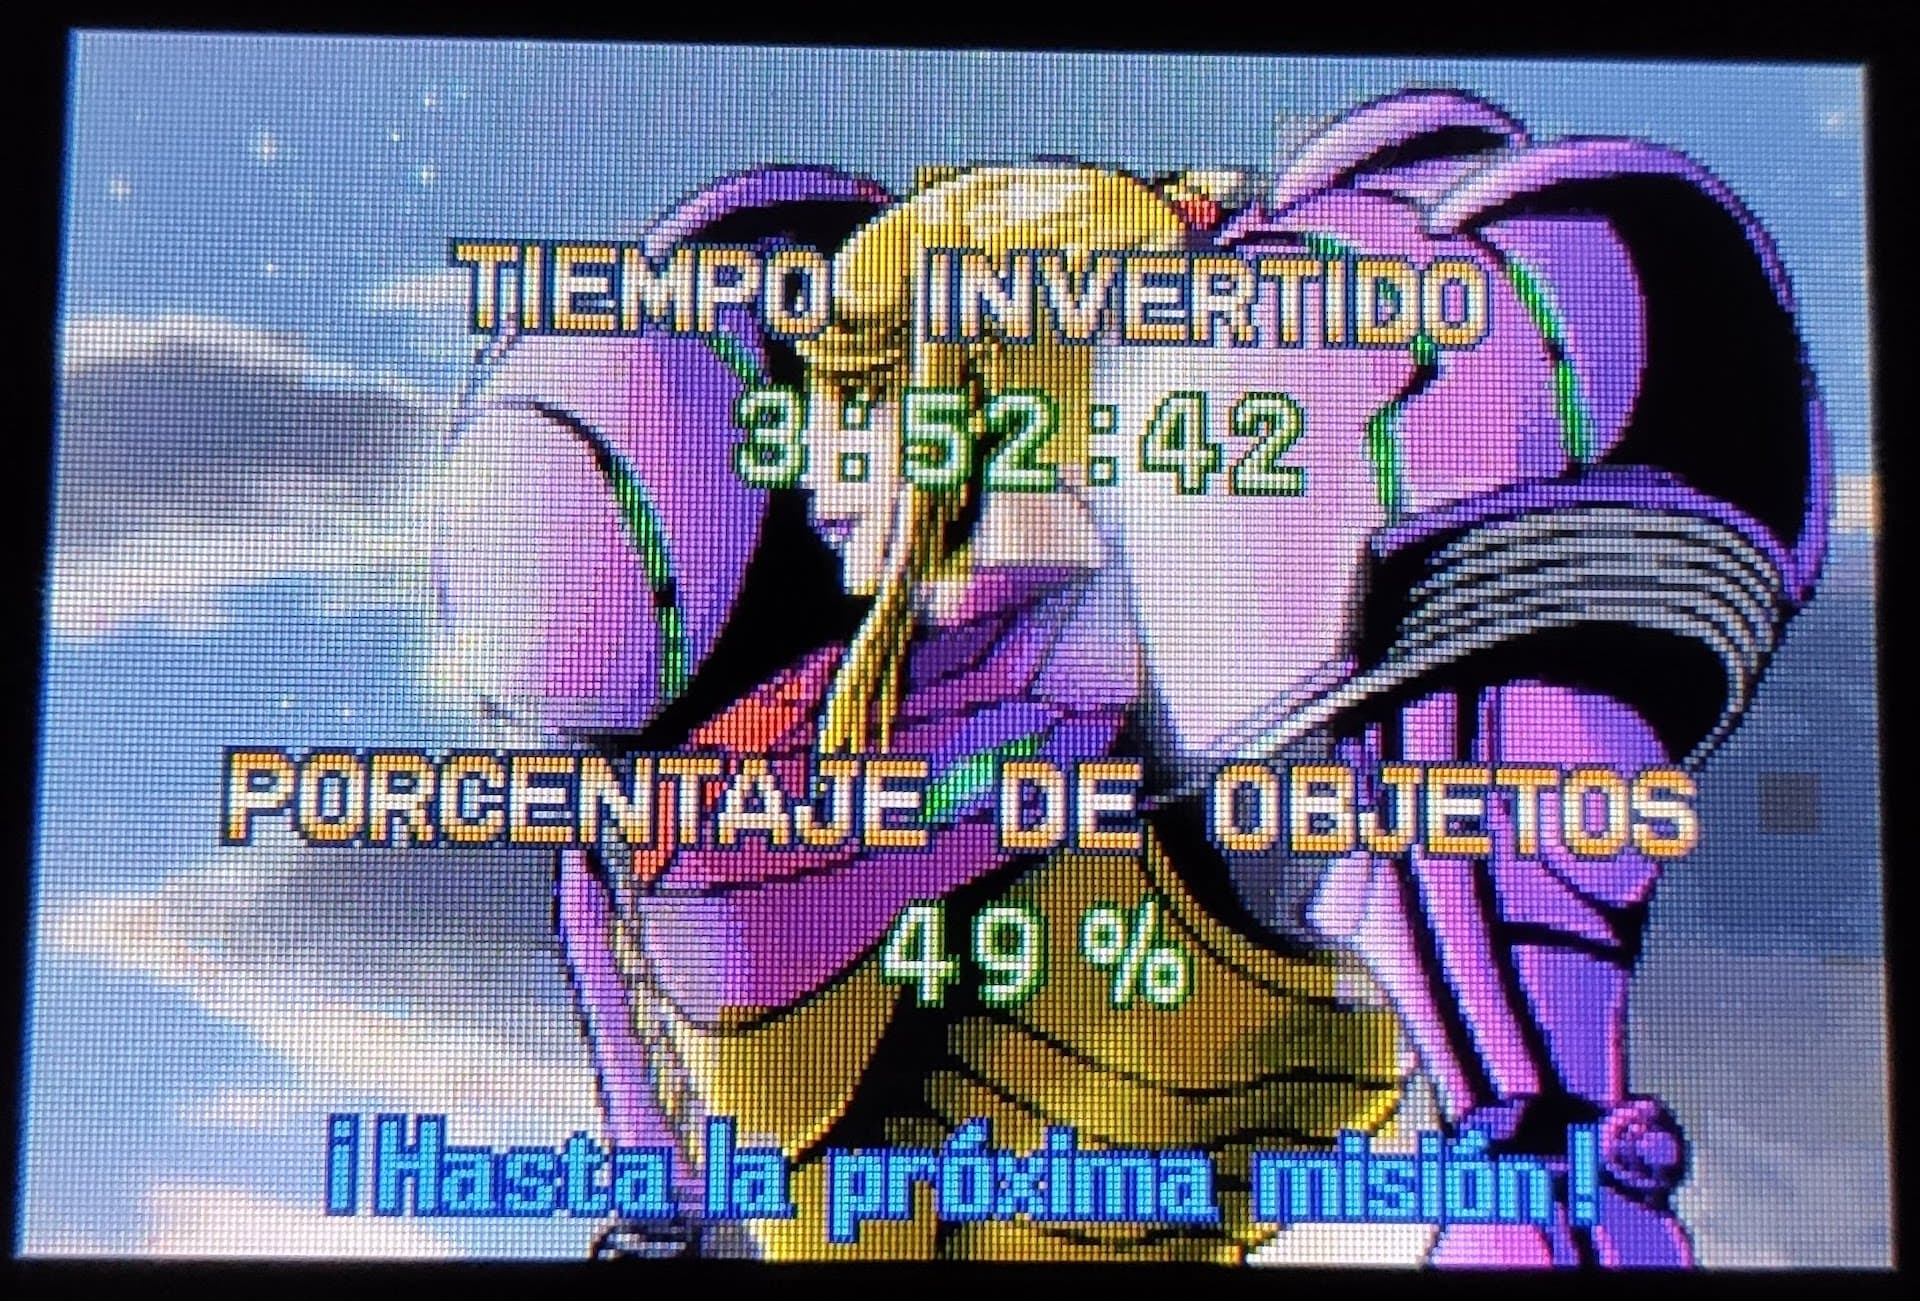 TIEMPO INVERTIDO
3:52:42
PORCENTAJE DE OBJETOS
49%
¡Hasta la próxima misión!